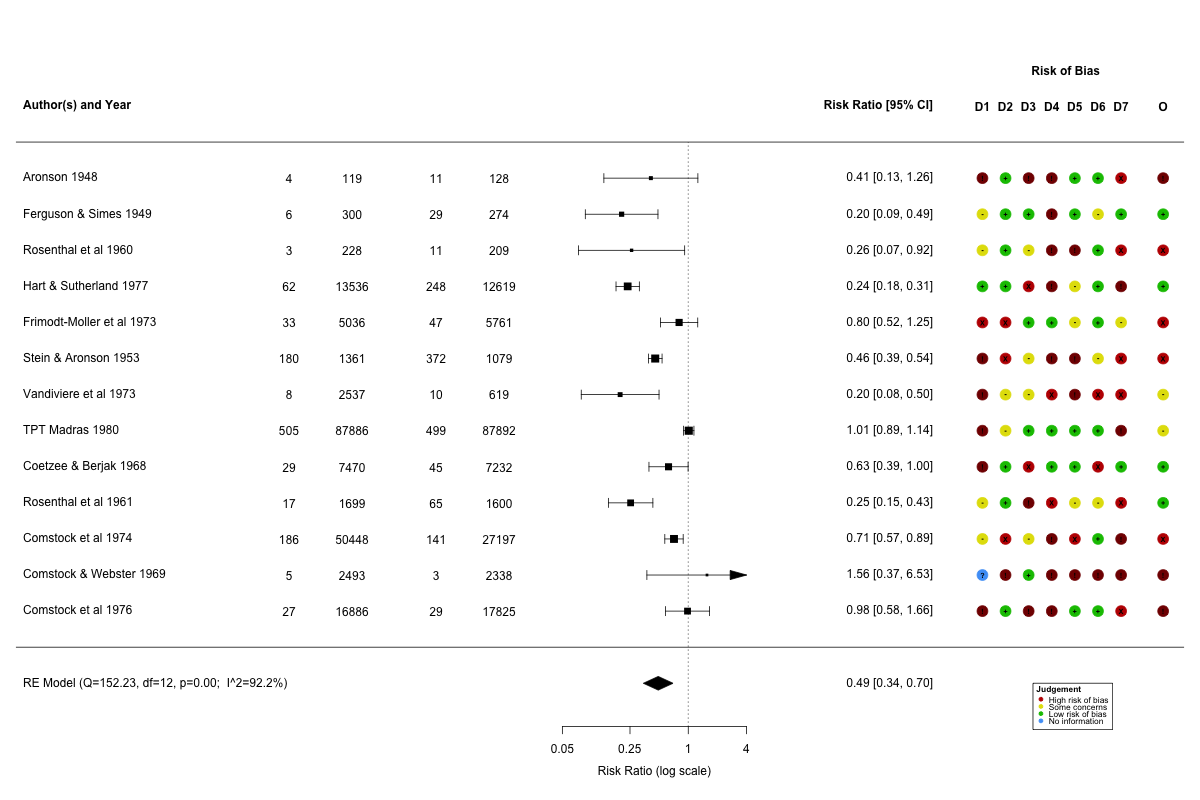 Risk of Bias
Author(s) and Year Risk Ratio [95% CI] D1 D2 D3 D4 D5 D6 D7 O
Aronson 1948 4 119 11 128 0.41 [0.13, 1.26]
Ferguson & Simes 1949 6 300 29 274 0.20 [0.09, 0.49]
Rosenthal et al 1960 3 228 11 209 0.26 [0.07, 0.92]
Hart & Sutherland 1977 62 13536 248 12619 0.24 [0.18, 0.31]
Frimodt-Moller et al 1973 33 5036 47 5761 0.80 [0.52, 1.25]
Stein & Aronson 1953 180 1361 372 1079 0.46 [0.39, 0.54]
Vandiviere et al 1973 8 2537 10 619 0.20 [0.08, 0.50]
TPT Madras 1980 505 87886 499 87892 1.01 [0.89, 1.14]
Coetzee & Berjak 1968 29 7470 45 7232 0.63 [0.39, 1.00]
Rosenthal et al 1961 17 1699 65 1600 0.25 [0.15, 0.43]
Comstock et al 1974 186 50448 141 27197 0.71 [0.57, 0.89]
Comstock & Webster 1969 5 2493 3 2338 1.56 [0.37, 6.53]
Comstock et al 1976 27 16886 29 17825 0.98 [0.58, 1.66]
RE Model (Q=152.23, df=12, p=0.00; I^2=92.2%) 0.49 [0.34, 0.70]
Judgement
High risk of bias
Some concerns
Low risk of bias
No information
0.05 0.25 1 4
Risk Ratio (log scale)